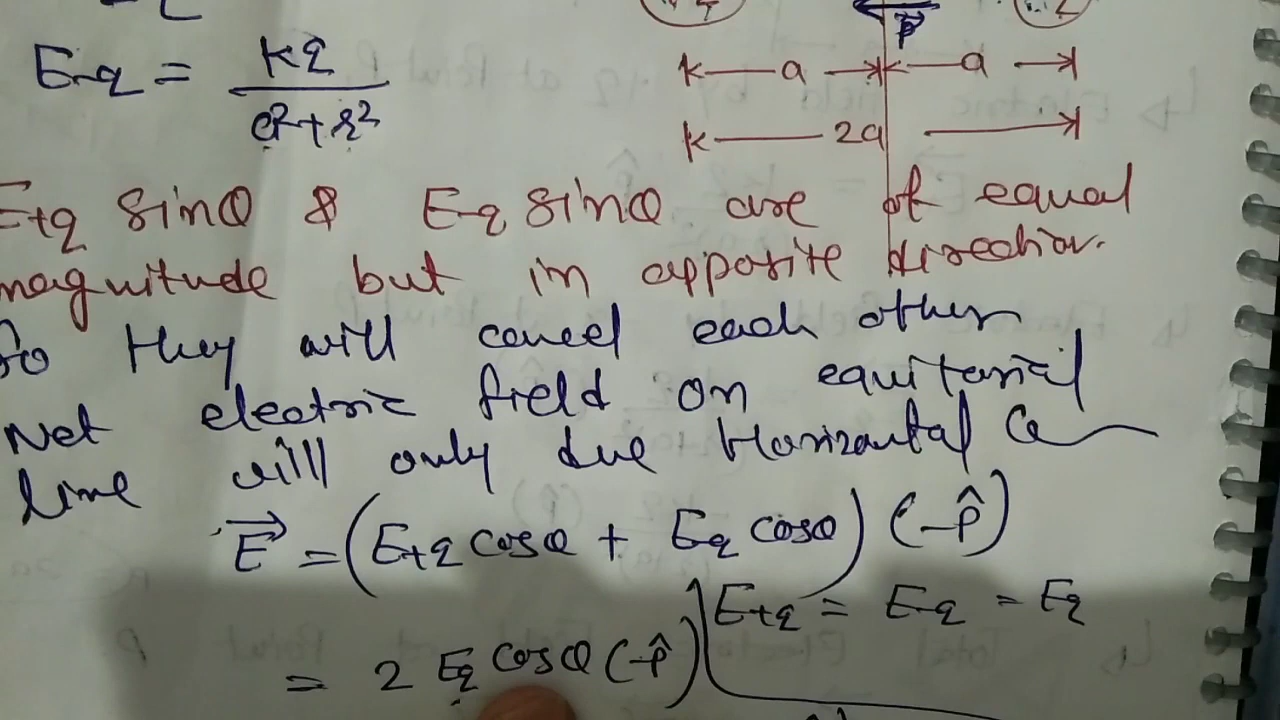 P
E-q = kq / a²+r²
k—a→k—a→
k—2a→
E+q Sinθ & E-q Sinθ are of equal
magnitude but in opposite direction.
So they will cancel each other
Net electric field on equitorial
line will only due Horizontal
E = (E+q cosθ + Eq cosθ) (-p̂)
E+q = E-q = Eq
= 2 Eq cosθ (-p̂)